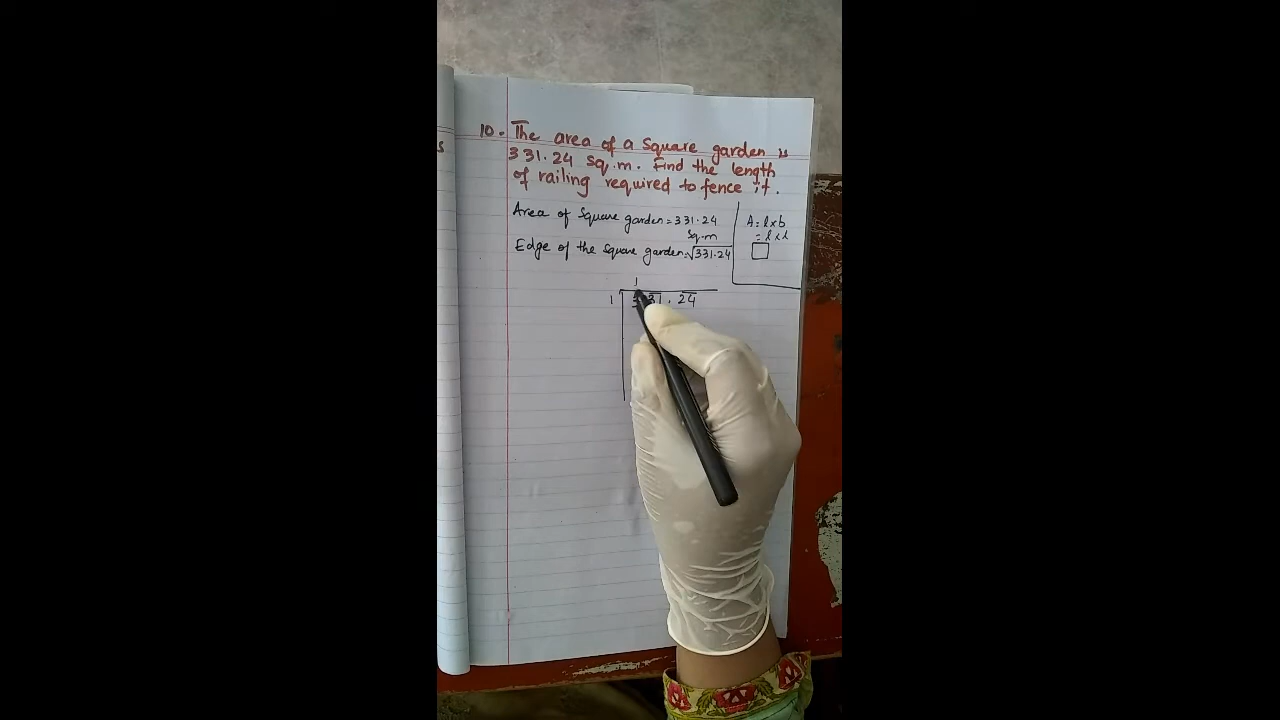 10. The area of a square garden is
331.24 sq.m. Find the length
of railing required to fence it.
Area of Square garden = 331.24
Sq.m
Edge of the Square garden = √331.24
A = l x b
= l x l
1
1 331.24